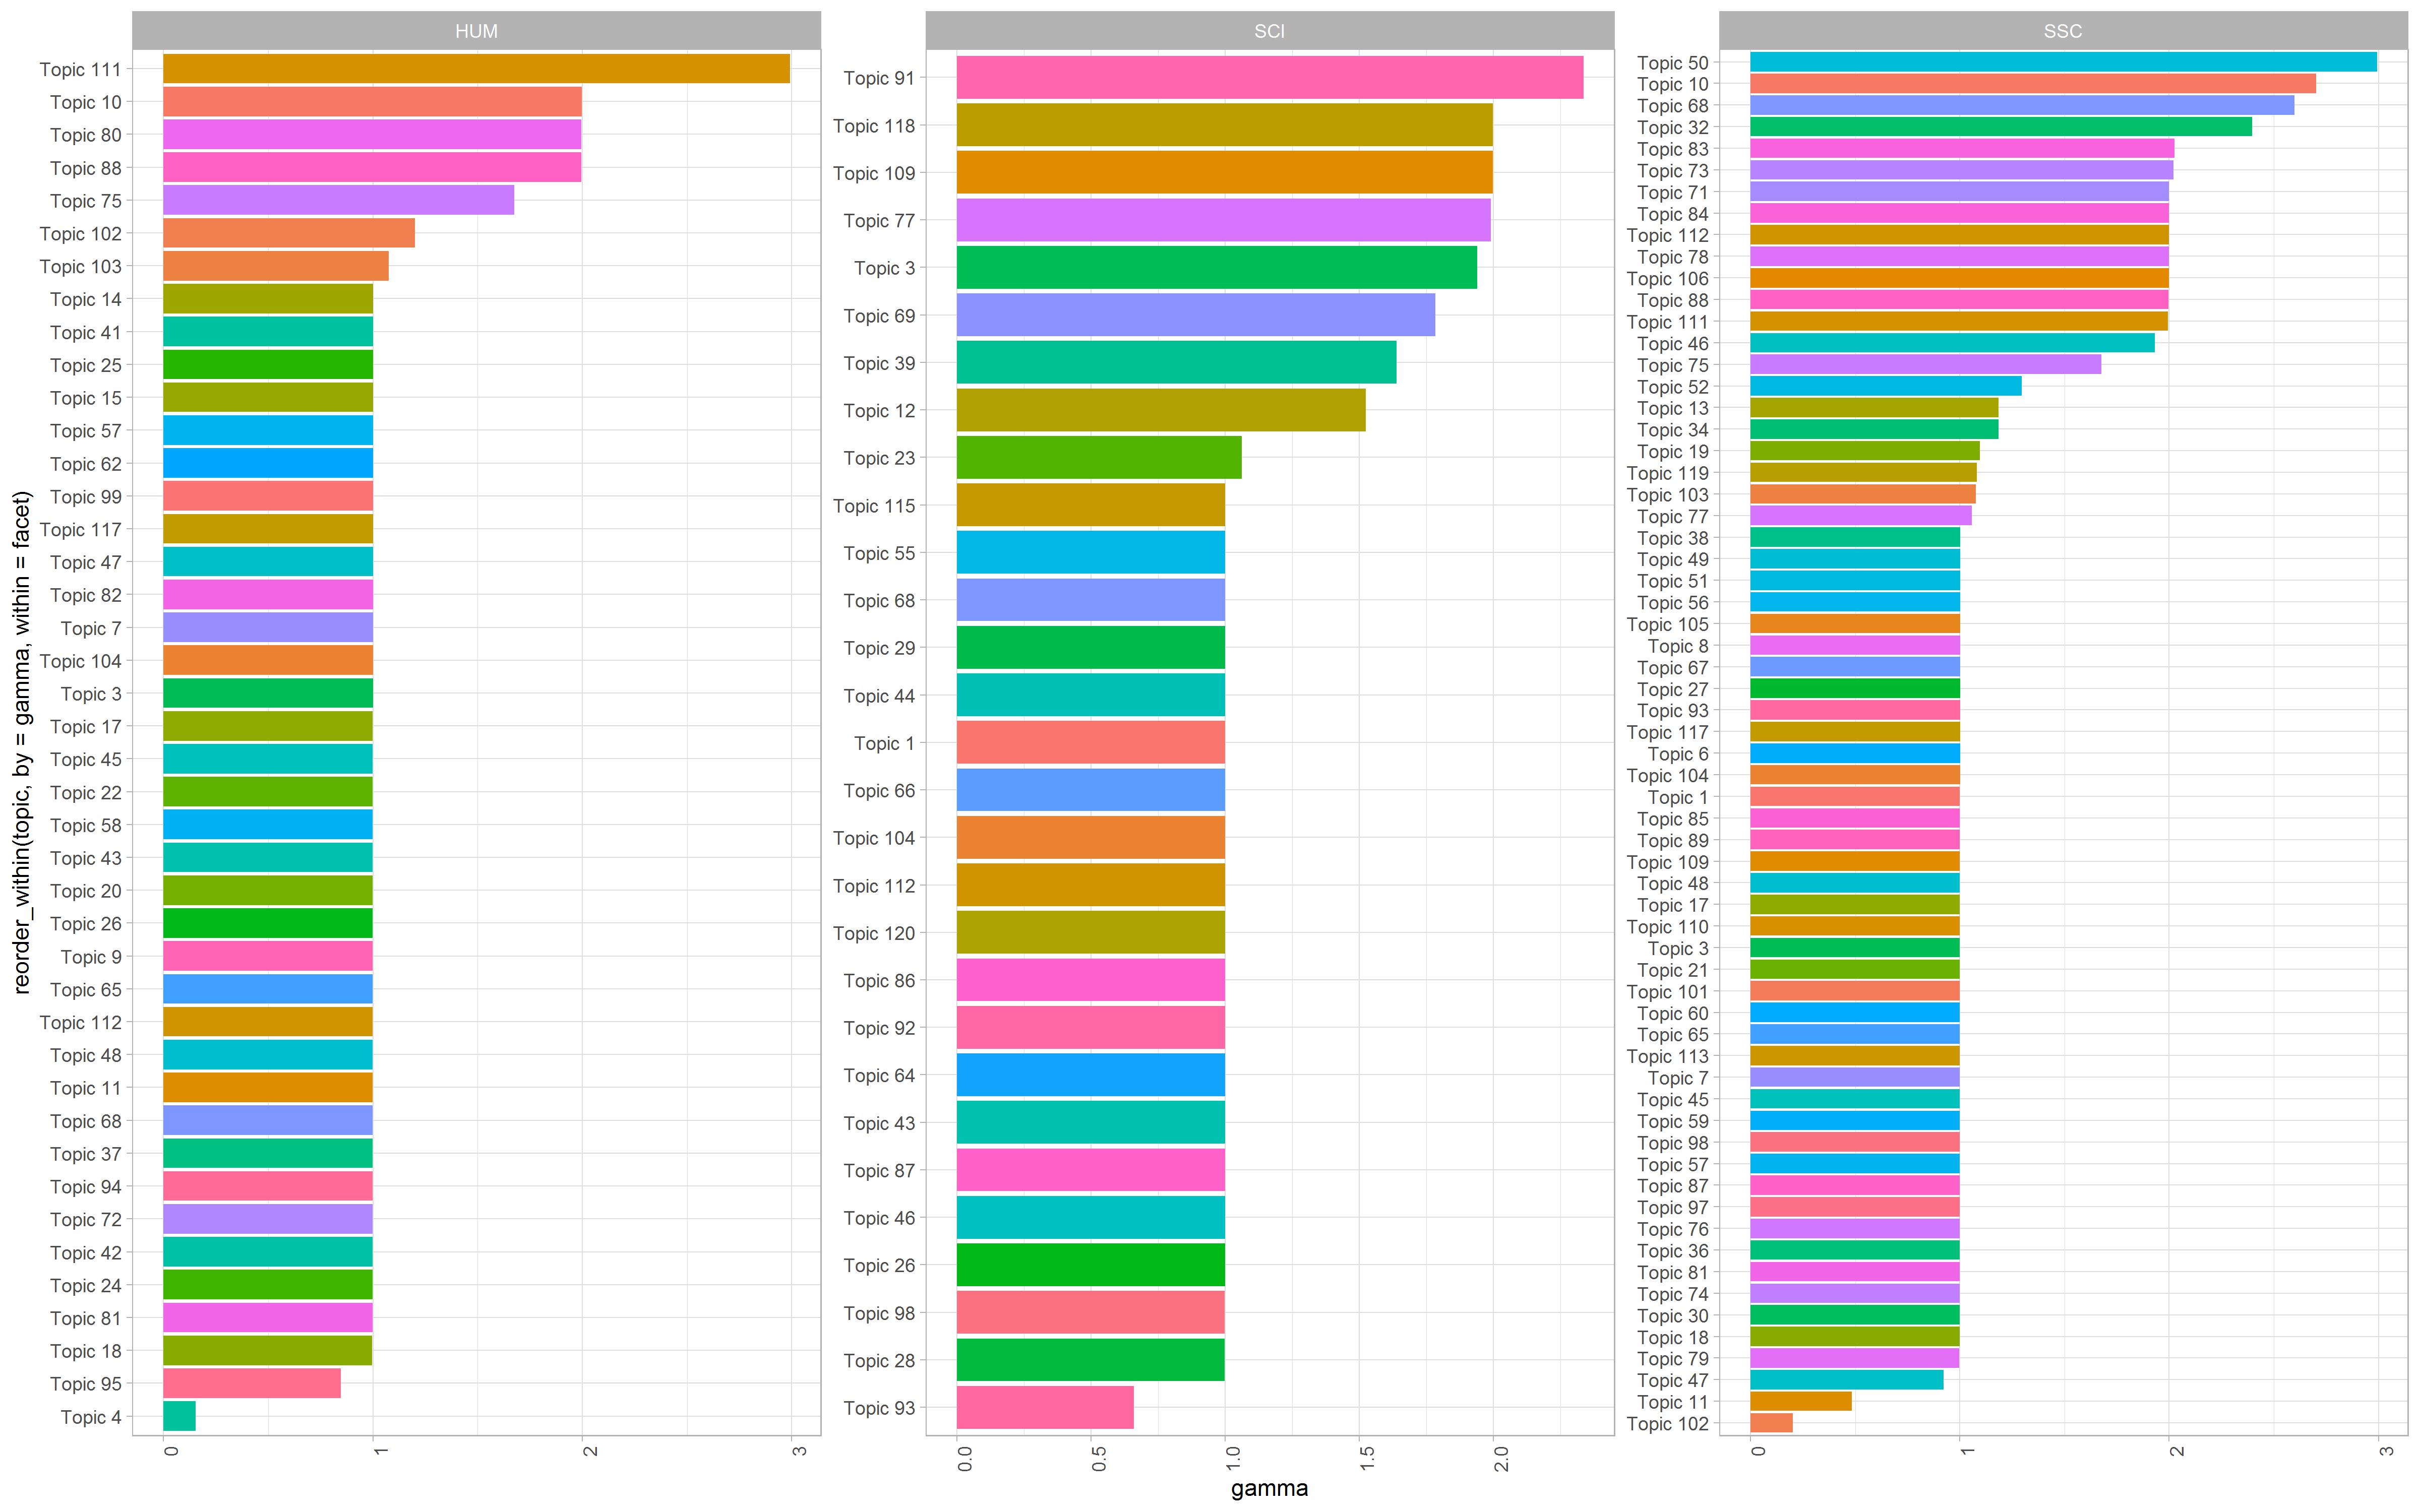 HUM
SCI
SSC
reorder_within(topic, by = gamma, within = facet)
Topic 111
Topic 10
Topic 80
Topic 88
Topic 75
Topic 102
Topic 103
Topic 14
Topic 41
Topic 25
Topic 15
Topic 57
Topic 62
Topic 99
Topic 117
Topic 47
Topic 82
Topic 7
Topic 104
Topic 3
Topic 17
Topic 45
Topic 22
Topic 58
Topic 43
Topic 20
Topic 26
Topic 9
Topic 65
Topic 112
Topic 48
Topic 11
Topic 68
Topic 37
Topic 94
Topic 72
Topic 42
Topic 24
Topic 81
Topic 18
Topic 95
Topic 4
0 1 2 3
Topic 91
Topic 118
Topic 109
Topic 77
Topic 3
Topic 69
Topic 39
Topic 12
Topic 23
Topic 115
Topic 55
Topic 68
Topic 29
Topic 44
Topic 1
Topic 66
Topic 104
Topic 112
Topic 120
Topic 86
Topic 92
Topic 64
Topic 43
Topic 87
Topic 46
Topic 26
Topic 98
Topic 28
Topic 93
0.0 0.5 1.0 1.5 2.0
Topic 50
Topic 10
Topic 68
Topic 32
Topic 83
Topic 73
Topic 71
Topic 84
Topic 112
Topic 78
Topic 106
Topic 88
Topic 111
Topic 46
Topic 75
Topic 52
Topic 13
Topic 34
Topic 19
Topic 119
Topic 103
Topic 77
Topic 38
Topic 49
Topic 51
Topic 56
Topic 105
Topic 8
Topic 67
Topic 27
Topic 93
Topic 117
Topic 6
Topic 104
Topic 1
Topic 85
Topic 89
Topic 109
Topic 48
Topic 17
Topic 110
Topic 3
Topic 21
Topic 101
Topic 60
Topic 65
Topic 113
Topic 7
Topic 45
Topic 59
Topic 98
Topic 57
Topic 87
Topic 97
Topic 76
Topic 36
Topic 81
Topic 74
Topic 30
Topic 18
Topic 79
Topic 47
Topic 11
Topic 102
0 1 2 3
gamma